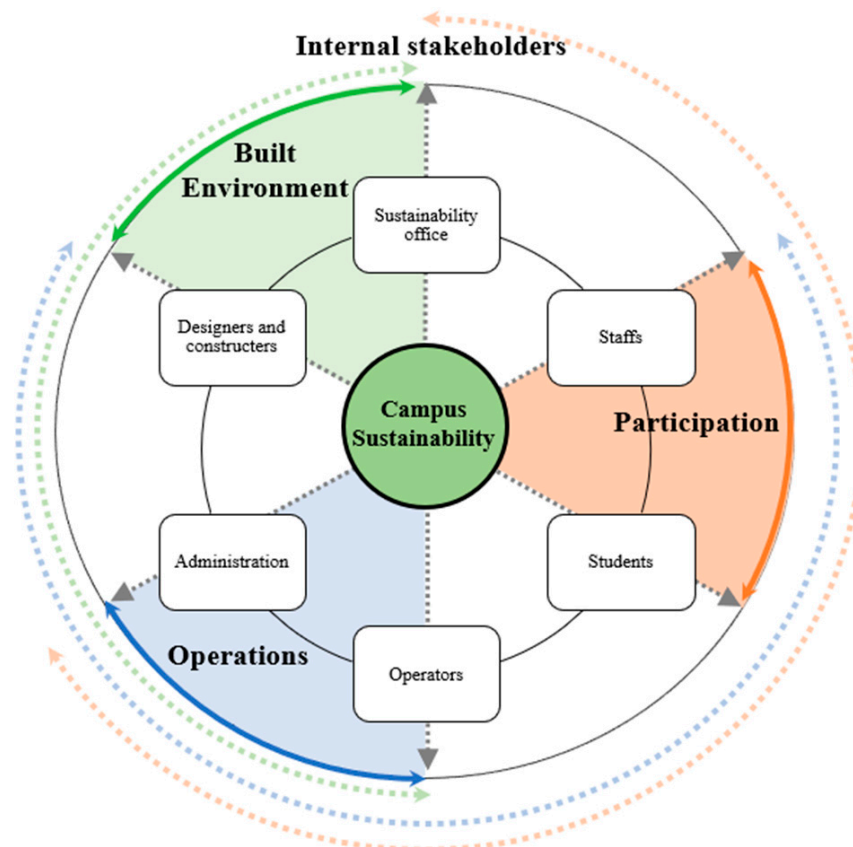 Internal stakeholders
Built
Environment
Sustainability
office
Designers and
constructers
Staffs
Campus
Sustainability
Participation
Administration
Students
Operations
Operators